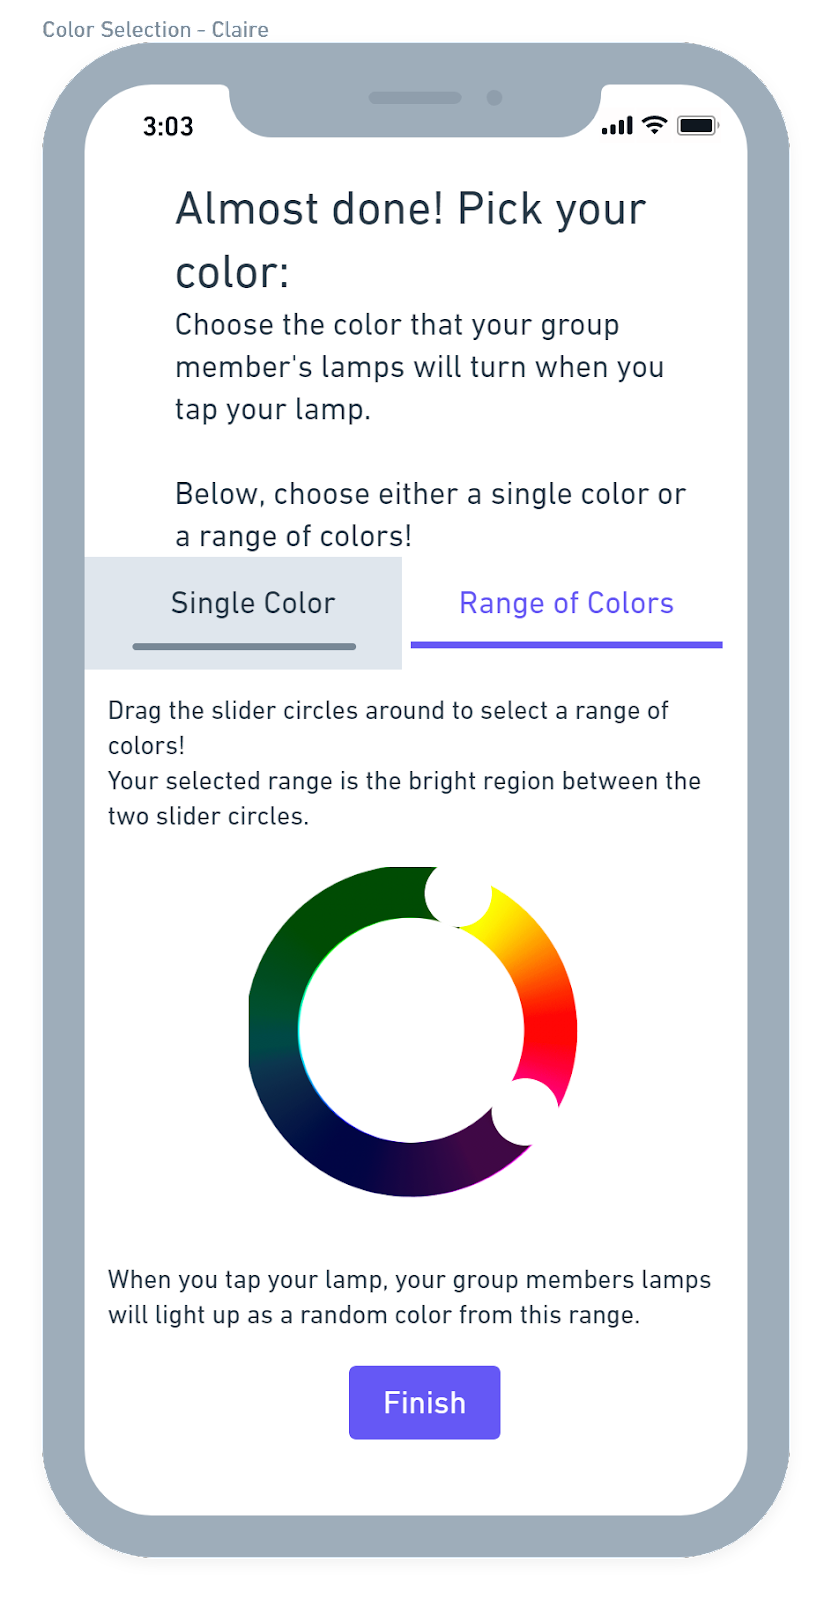 Color Selection - Claire
3:03
Almost done! Pick your
color:
Choose the color that your group
member's lamps will turn when you
tap your lamp.
Below, choose either a single color or
a range of colors!
Single Color
Range of Colors
Drag the slider circles around to select a range of
colors!
Your selected range is the bright region between the
two slider circles.
When you tap your lamp, your group members lamps
will light up as a random color from this range.
Finish